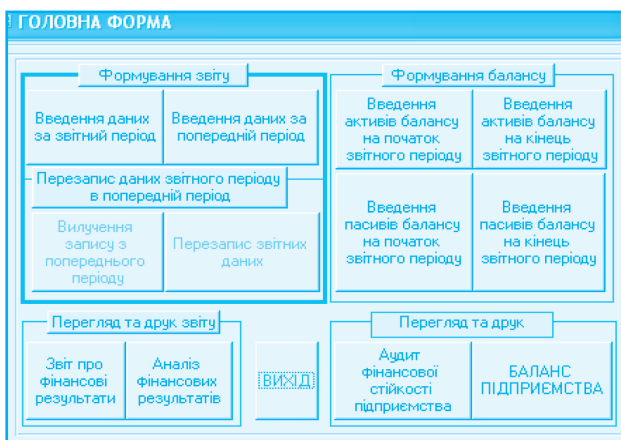 ГОЛОВНА ФОРМА
Формування звіту
Введення даних
за звітний період
Введення даних за
попередній період
Перезапис даних звітного періоду
в попередній період
Вилучення
запису з
попереднього
періоду
Перезапис звітних
даних
Формування балансу
Введення
активів балансу
на початок
звітного періоду
Введення
активів балансу
на кінець
звітного періоду
Введення
пасивів балансу
на початок
звітного періоду
Введення
пасивів балансу
на кінець
звітного періоду
Перегляд та друк звіту
Звіт про
фінансові
результати
Аналіз
фінансових
результатів
ВИХІД
Перегляд та друк
Аудит
фінансової
стійкості
підприємства
БАЛАНС
ПІДПРИЄМСТВА